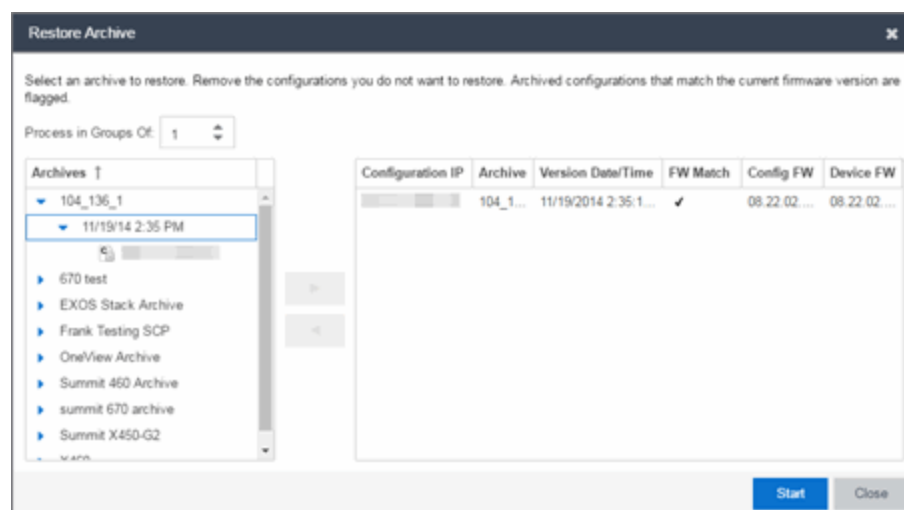 Restore Archive
Select an archive to restore. Remove the configurations you do not want to restore. Archived configurations that match the current firmware version are
flagged.
Process in Groups Of: 1
Archives ↑
104_136_1
11/19/14 2:35 PM
670 test
EXOS Stack Archive
Frank Testing SCP
OneView Archive
Summit 460 Archive
summit 670 archive
Summit X450-G2
Configuration IP Archive Version Date/Time FW Match Config FW Device FW
104_1... 11/19/2014 2:35:1... ✔ 08.22.02.... 08.22.02....
Start Close